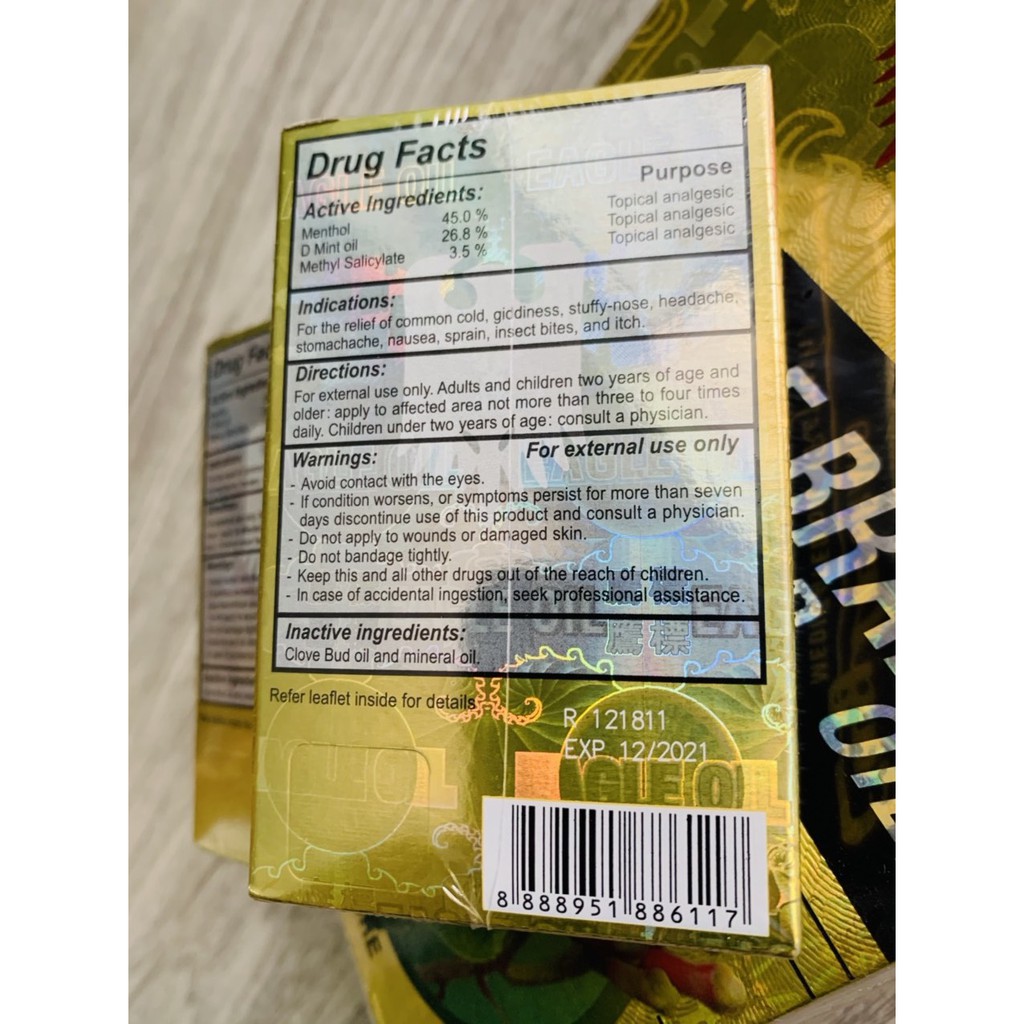 Drug Facts
Active Ingredients: Purpose
Menthol 45.0 % Topical analgesic
D Mint oil 26.8 % Topical analgesic
Methyl Salicylate 3.5 % Topical analgesic
Indications:
For the relief of common cold, giddiness, stuffy-nose, headache,
stomachache, nausea, sprain, insect bites, and itch.
Directions:
For external use only. Adults and children two years of age and
older: apply to affected area not more than three to four times
daily. Children under two years of age: consult a physician.
Warnings: For external use only
- Avoid contact with the eyes.
- If condition worsens, or symptoms persist for more than seven
days discontinue use of this product and consult a physician.
- Do not apply to wounds or damaged skin.
- Do not bandage tightly.
- Keep this and all other drugs out of the reach of children.
- In case of accidental ingestion, seek professional assistance.
Inactive ingredients:
Clove Bud oil and mineral oil.
Refer leaflet inside for details
R 121811
EXP 12/2021
EAGLE OIL
8 888951 886117
Drug Fac
BRA
OIL